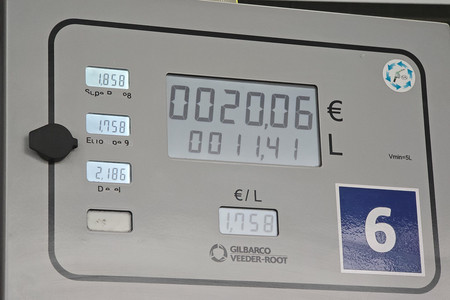 1.858
0020,06 €
0011,41 L
1,758
2,186
Vmin=5L
€/L
1,758
6
GILBARCO
VEEDER-ROOT